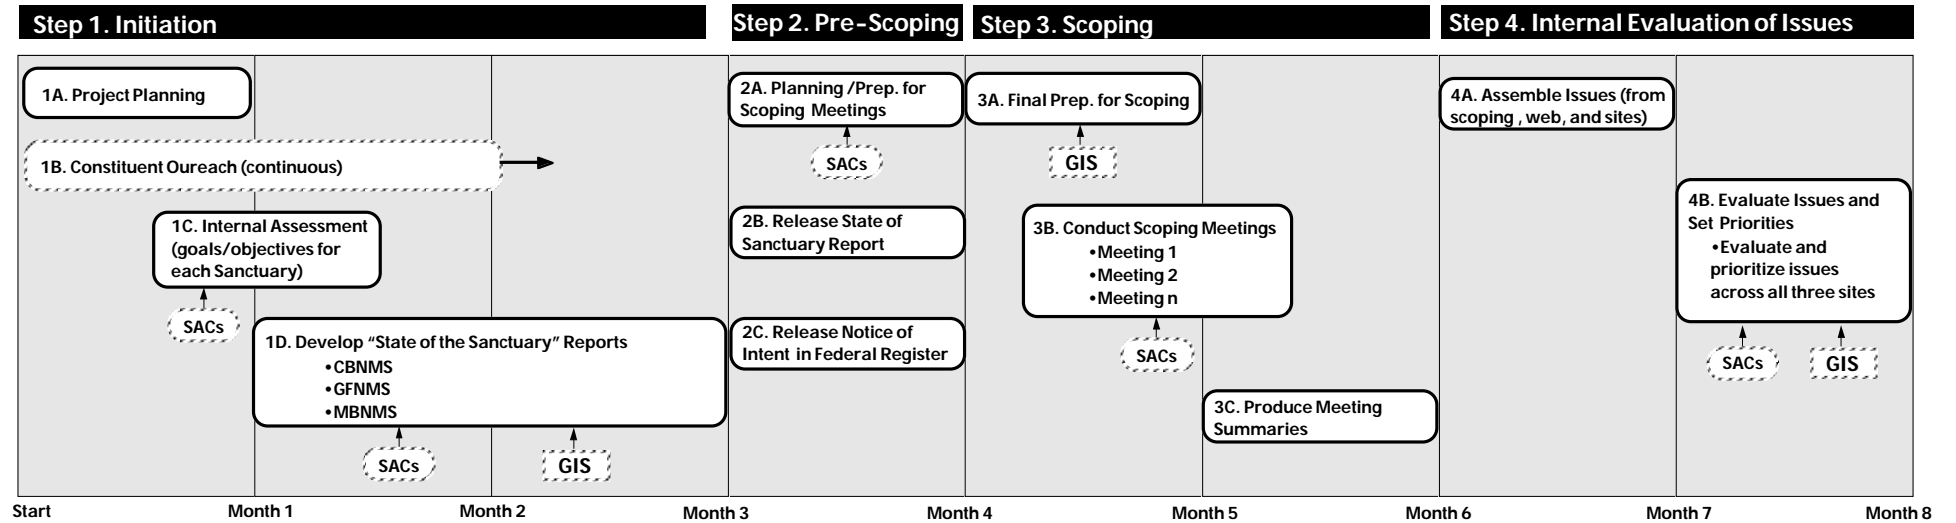 Step 1. Initiation
Step 2. Pre-Scoping
Step 3. Scoping
Step 4. Internal Evaluation of Issues
1A. Project Planning
1B. Constituent Oureach (continuous)
1C. Internal Assessment
(goals/objectives for
each Sanctuary)
SACs
1D. Develop “State of the Sanctuary” Reports
•CBNMS
•GFNMS
•MBNMS
SACs
GIS
2A. Planning /Prep. for
Scoping Meetings
SACs
2B. Release State of
Sanctuary Report
2C. Release Notice of
Intent in Federal Register
3A. Final Prep. for Scoping
GIS
3B. Conduct Scoping Meetings
•Meeting 1
•Meeting 2
•Meeting n
SACs
3C. Produce Meeting
Summaries
4A. Assemble Issues (from
scoping , web, and sites)
4B. Evaluate Issues and
Set Priorities
•Evaluate and
prioritize issues
across all three sites
SACs
GIS
Start
Month 1
Month 2
Month 3
Month 4
Month 5
Month 6
Month 7
Month 8